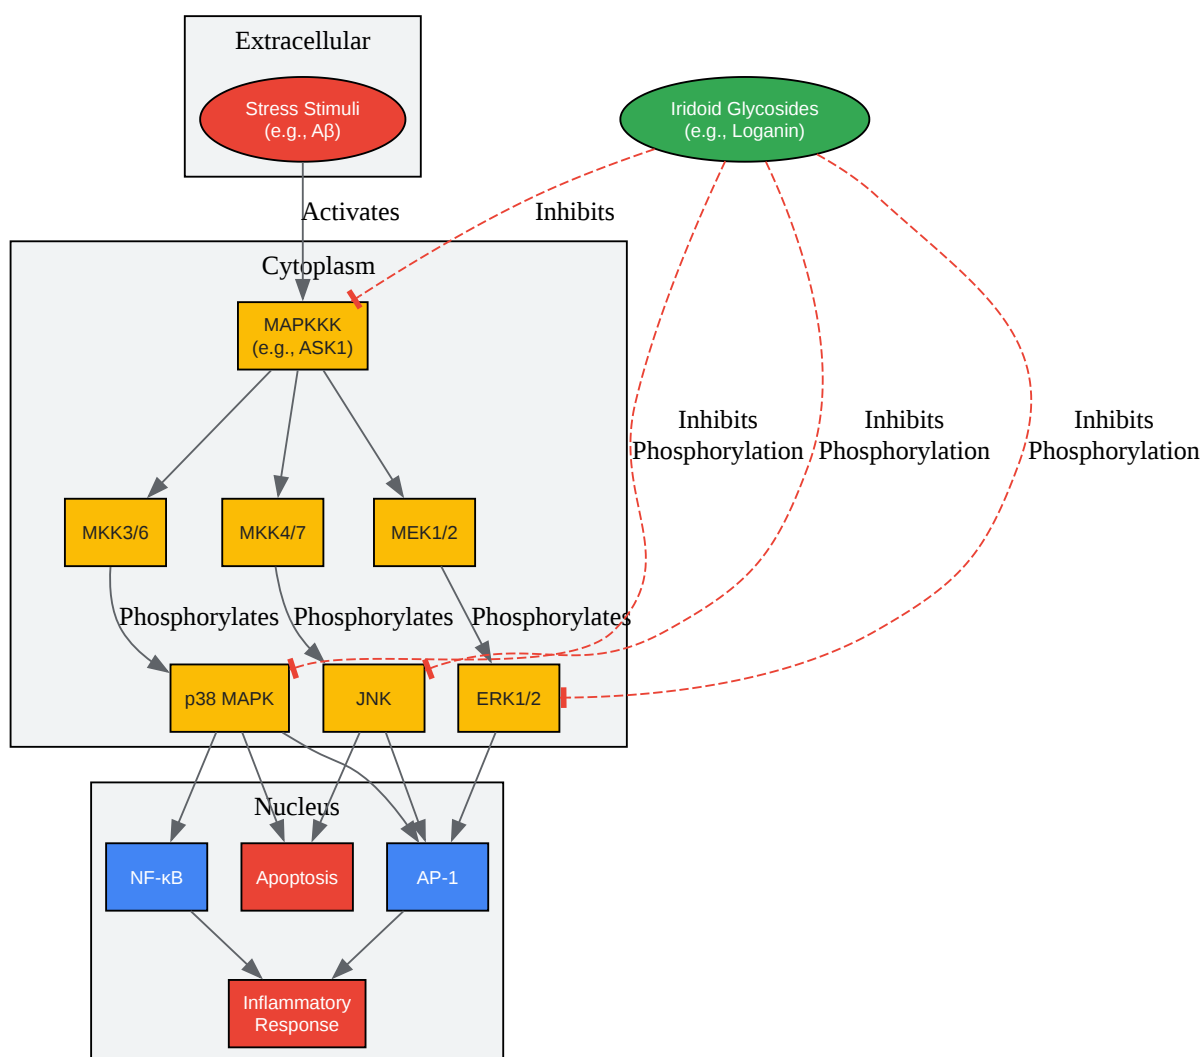 Extracellular
Stress Stimuli
(e.g., Aβ)
Iridoid Glycosides
(e.g., Loganin)
Activates
Inhibits
Cytoplasm
MAPKKK
(e.g., ASK1)
Inhibits
Phosphorylation
Inhibits
Phosphorylation
Inhibits
Phosphorylation
MKK3/6
MKK4/7
MEK1/2
Phosphorylates
Phosphorylates
Phosphorylates
p38 MAPK
JNK
ERK1/2
Nucleus
NF-κB
Apoptosis
AP-1
Inflammatory
Response